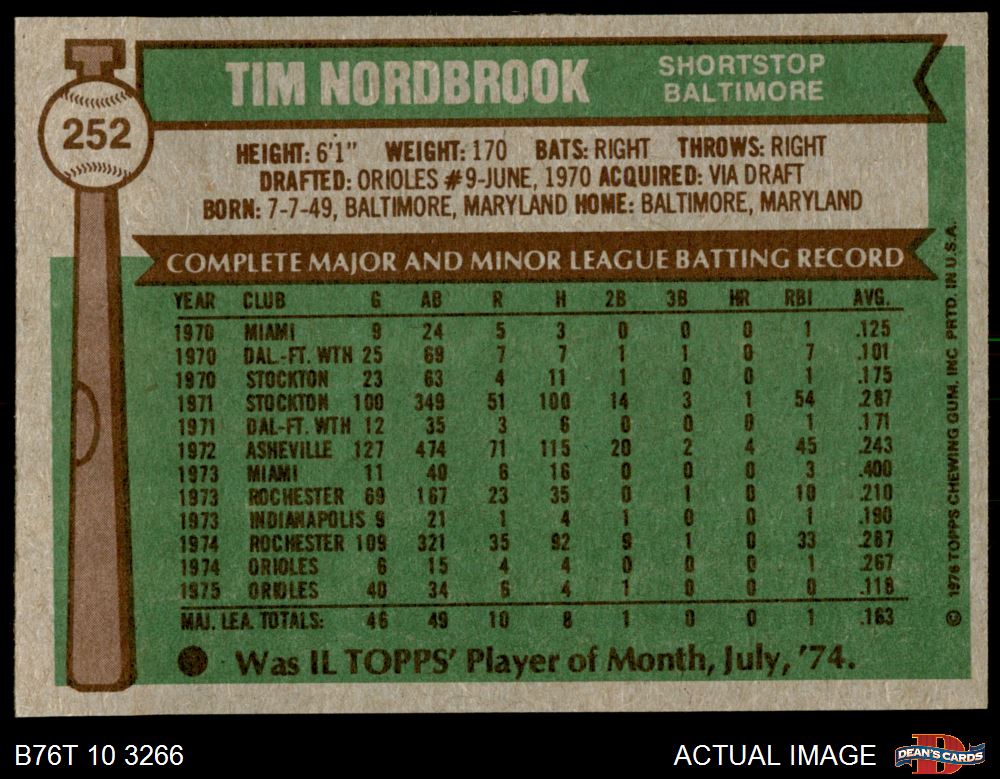 252
TIM NORDBROOK
SHORTSTOP
BALTIMORE
HEIGHT: 6'1" WEIGHT: 170 BATS: RIGHT THROWS: RIGHT
DRAFTED: ORIOLES #9-JUNE, 1970 ACQUIRED: VIA DRAFT
BORN: 7-7-49, BALTIMORE, MARYLAND HOME: BALTIMORE, MARYLAND
COMPLETE MAJOR AND MINOR LEAGUE BATTING RECORD
YEAR CLUB G AB R H 2B 3B HR RBI AVG.
1970 MIAMI 9 24 5 3 0 0 0 1 .125
1970 DAL.-FT. WTH 25 69 7 7 1 1 0 7 .101
1970 STOCKTON 23 63 4 11 1 0 0 1 .175
1971 STOCKTON 100 349 51 100 14 3 1 54 .287
1971 DAL-FT. WTH 12 35 3 6 0 0 0 1 .171
1972 ASHEVILLE 127 474 71 115 20 2 4 45 .243
1973 MIAMI 11 40 6 16 0 0 0 3 .400
1973 ROCHESTER 69 167 23 35 0 1 0 10 .210
1973 INDIANAPOLIS 9 21 1 4 1 0 0 1 .190
1974 ROCHESTER 109 321 35 92 9 1 0 33 .287
1974 ORIOLES 6 15 4 4 0 0 0 1 .267
1975 ORIOLES 40 34 6 4 1 0 0 0 .118
MAJ. LEA. TOTALS: 46 49 10 8 1 0 0 1 .163
Was IL TOPPS' Player of Month, July, '74.
© 1976 TOPPS CHEWING GUM, INC PRTD. IN U.S.A.
B76T 10 3266
ACTUAL IMAGE
DEAN'S CARDS